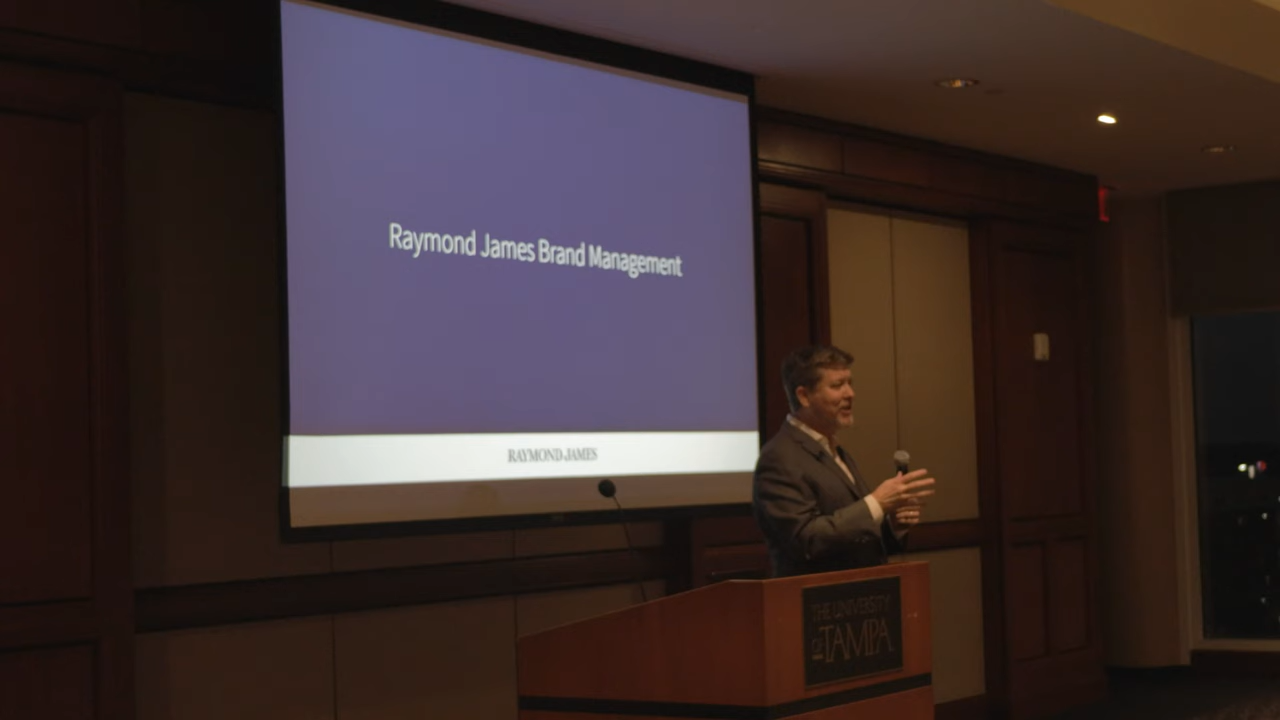 Raymond James Brand Management
RAYMOND JAMES
THE UNIVERSITY
OF TAMPA